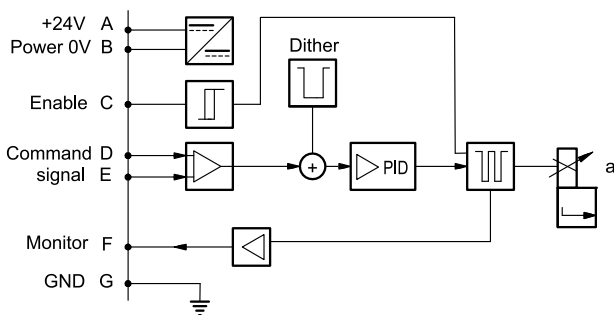 +24V A
Power 0V B
Dither
Enable C
Command D
signal E
PID
a
Monitor F
GND G